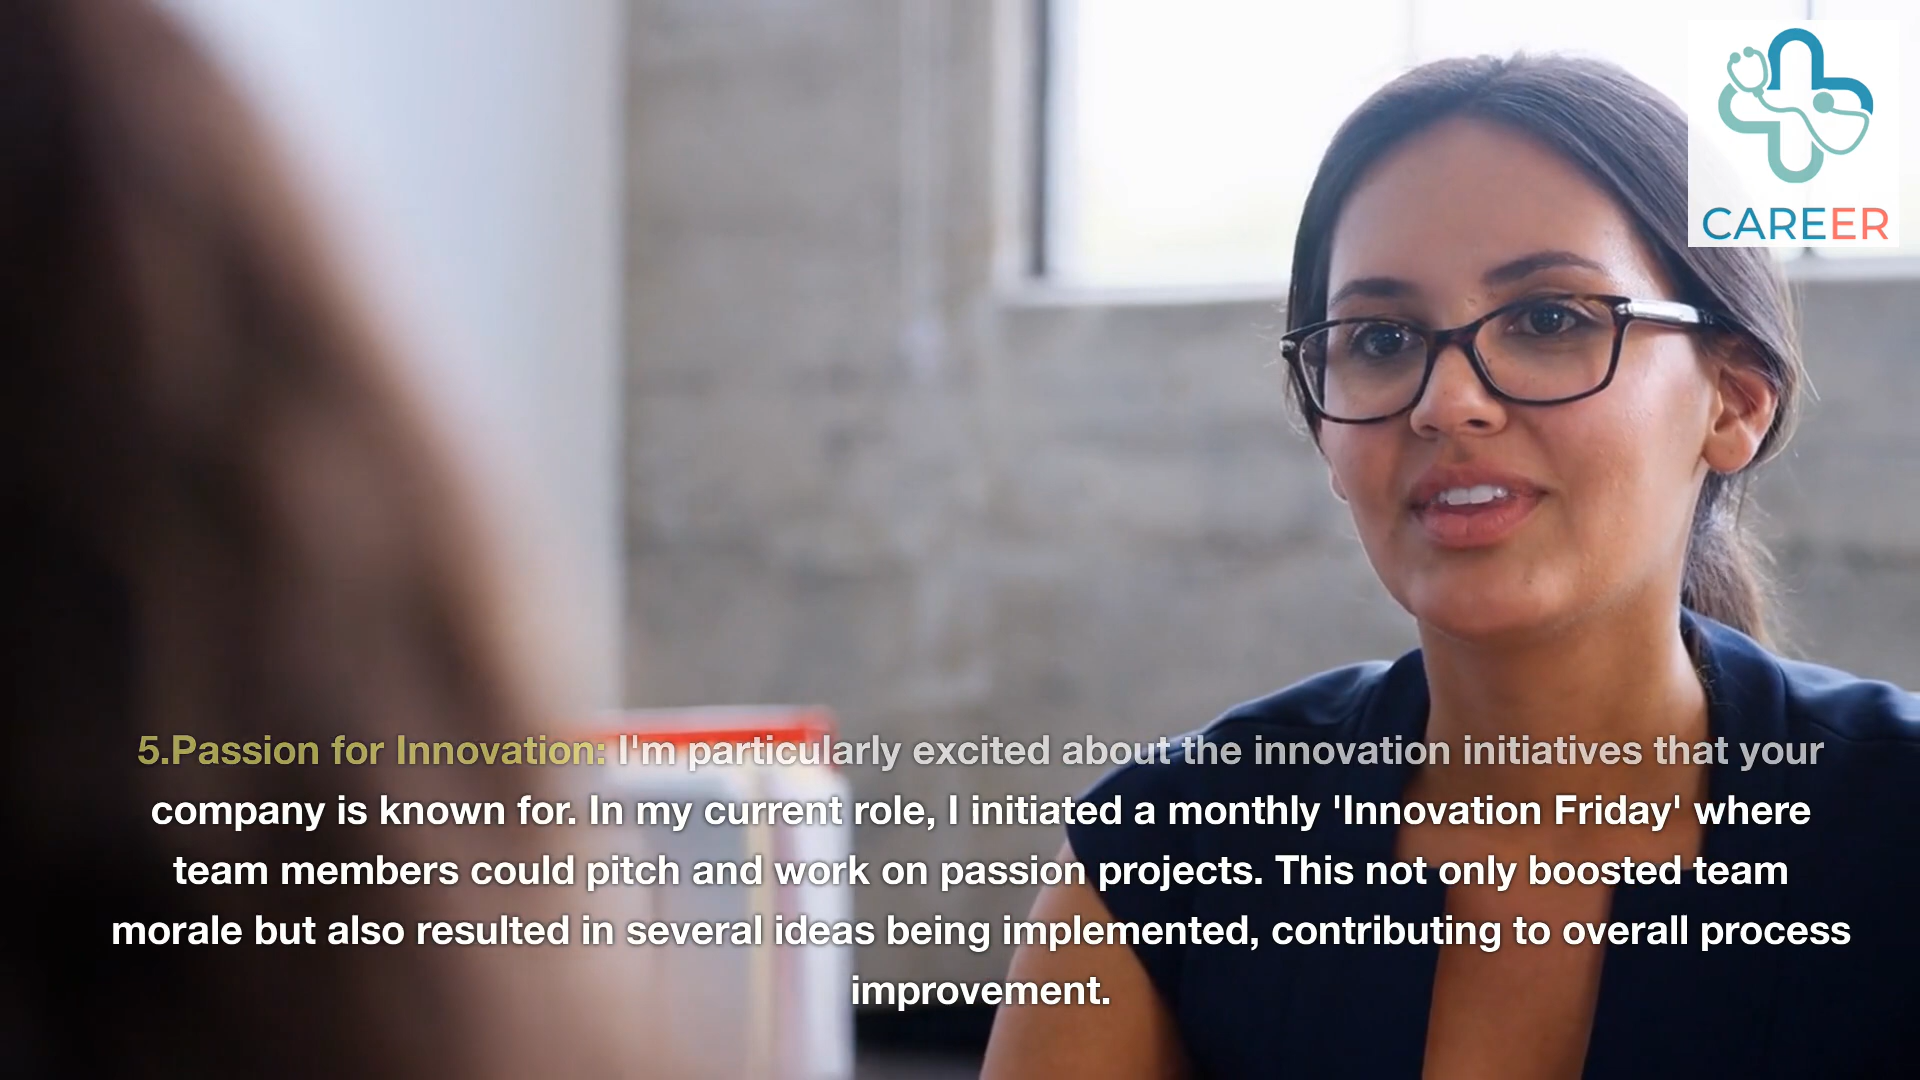 CAREER
5.Passion for Innovation: I'm particularly excited about the innovation initiatives that your
company is known for. In my current role, I initiated a monthly 'Innovation Friday' where
team members could pitch and work on passion projects. This not only boosted team
morale but also resulted in several ideas being implemented, contributing to overall process
improvement.